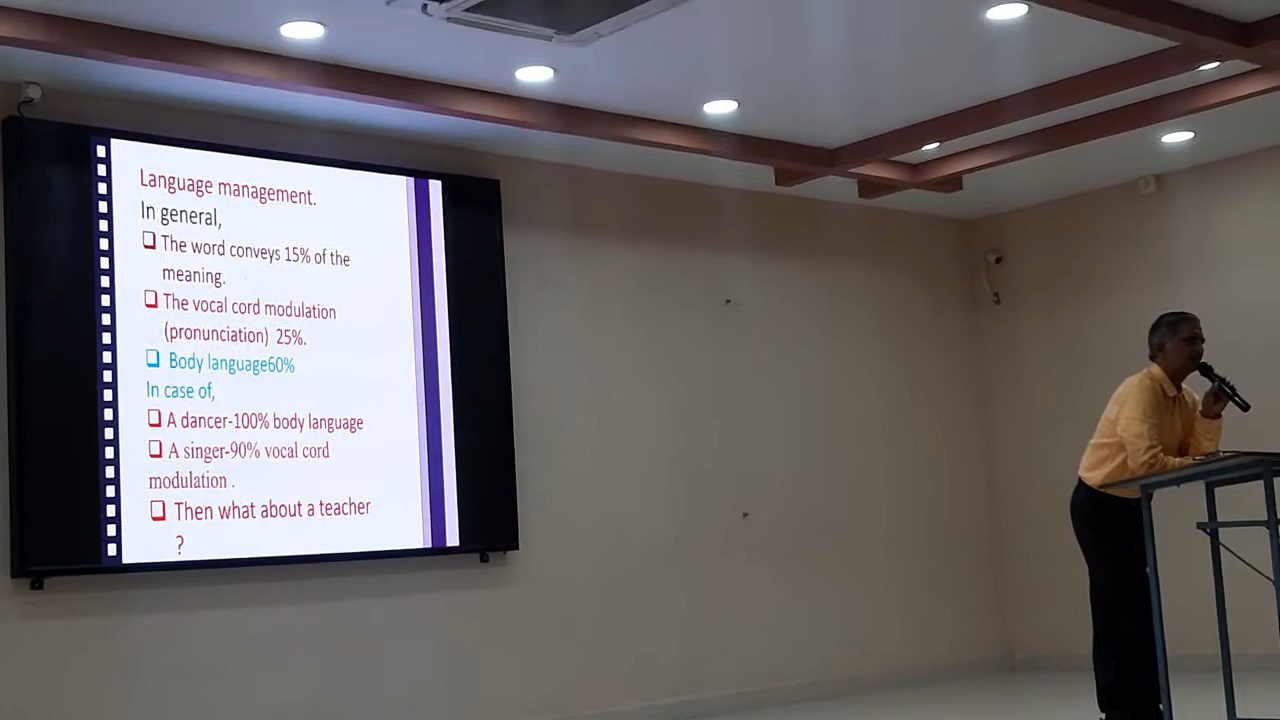 Language management.
In general,
The word conveys 15% of the
meaning.
The vocal cord modulation
(pronunciation) 25%.
Body language60%
In case of,
A dancer-100% body language
A singer-90% vocal cord
modulation .
Then what about a teacher
?